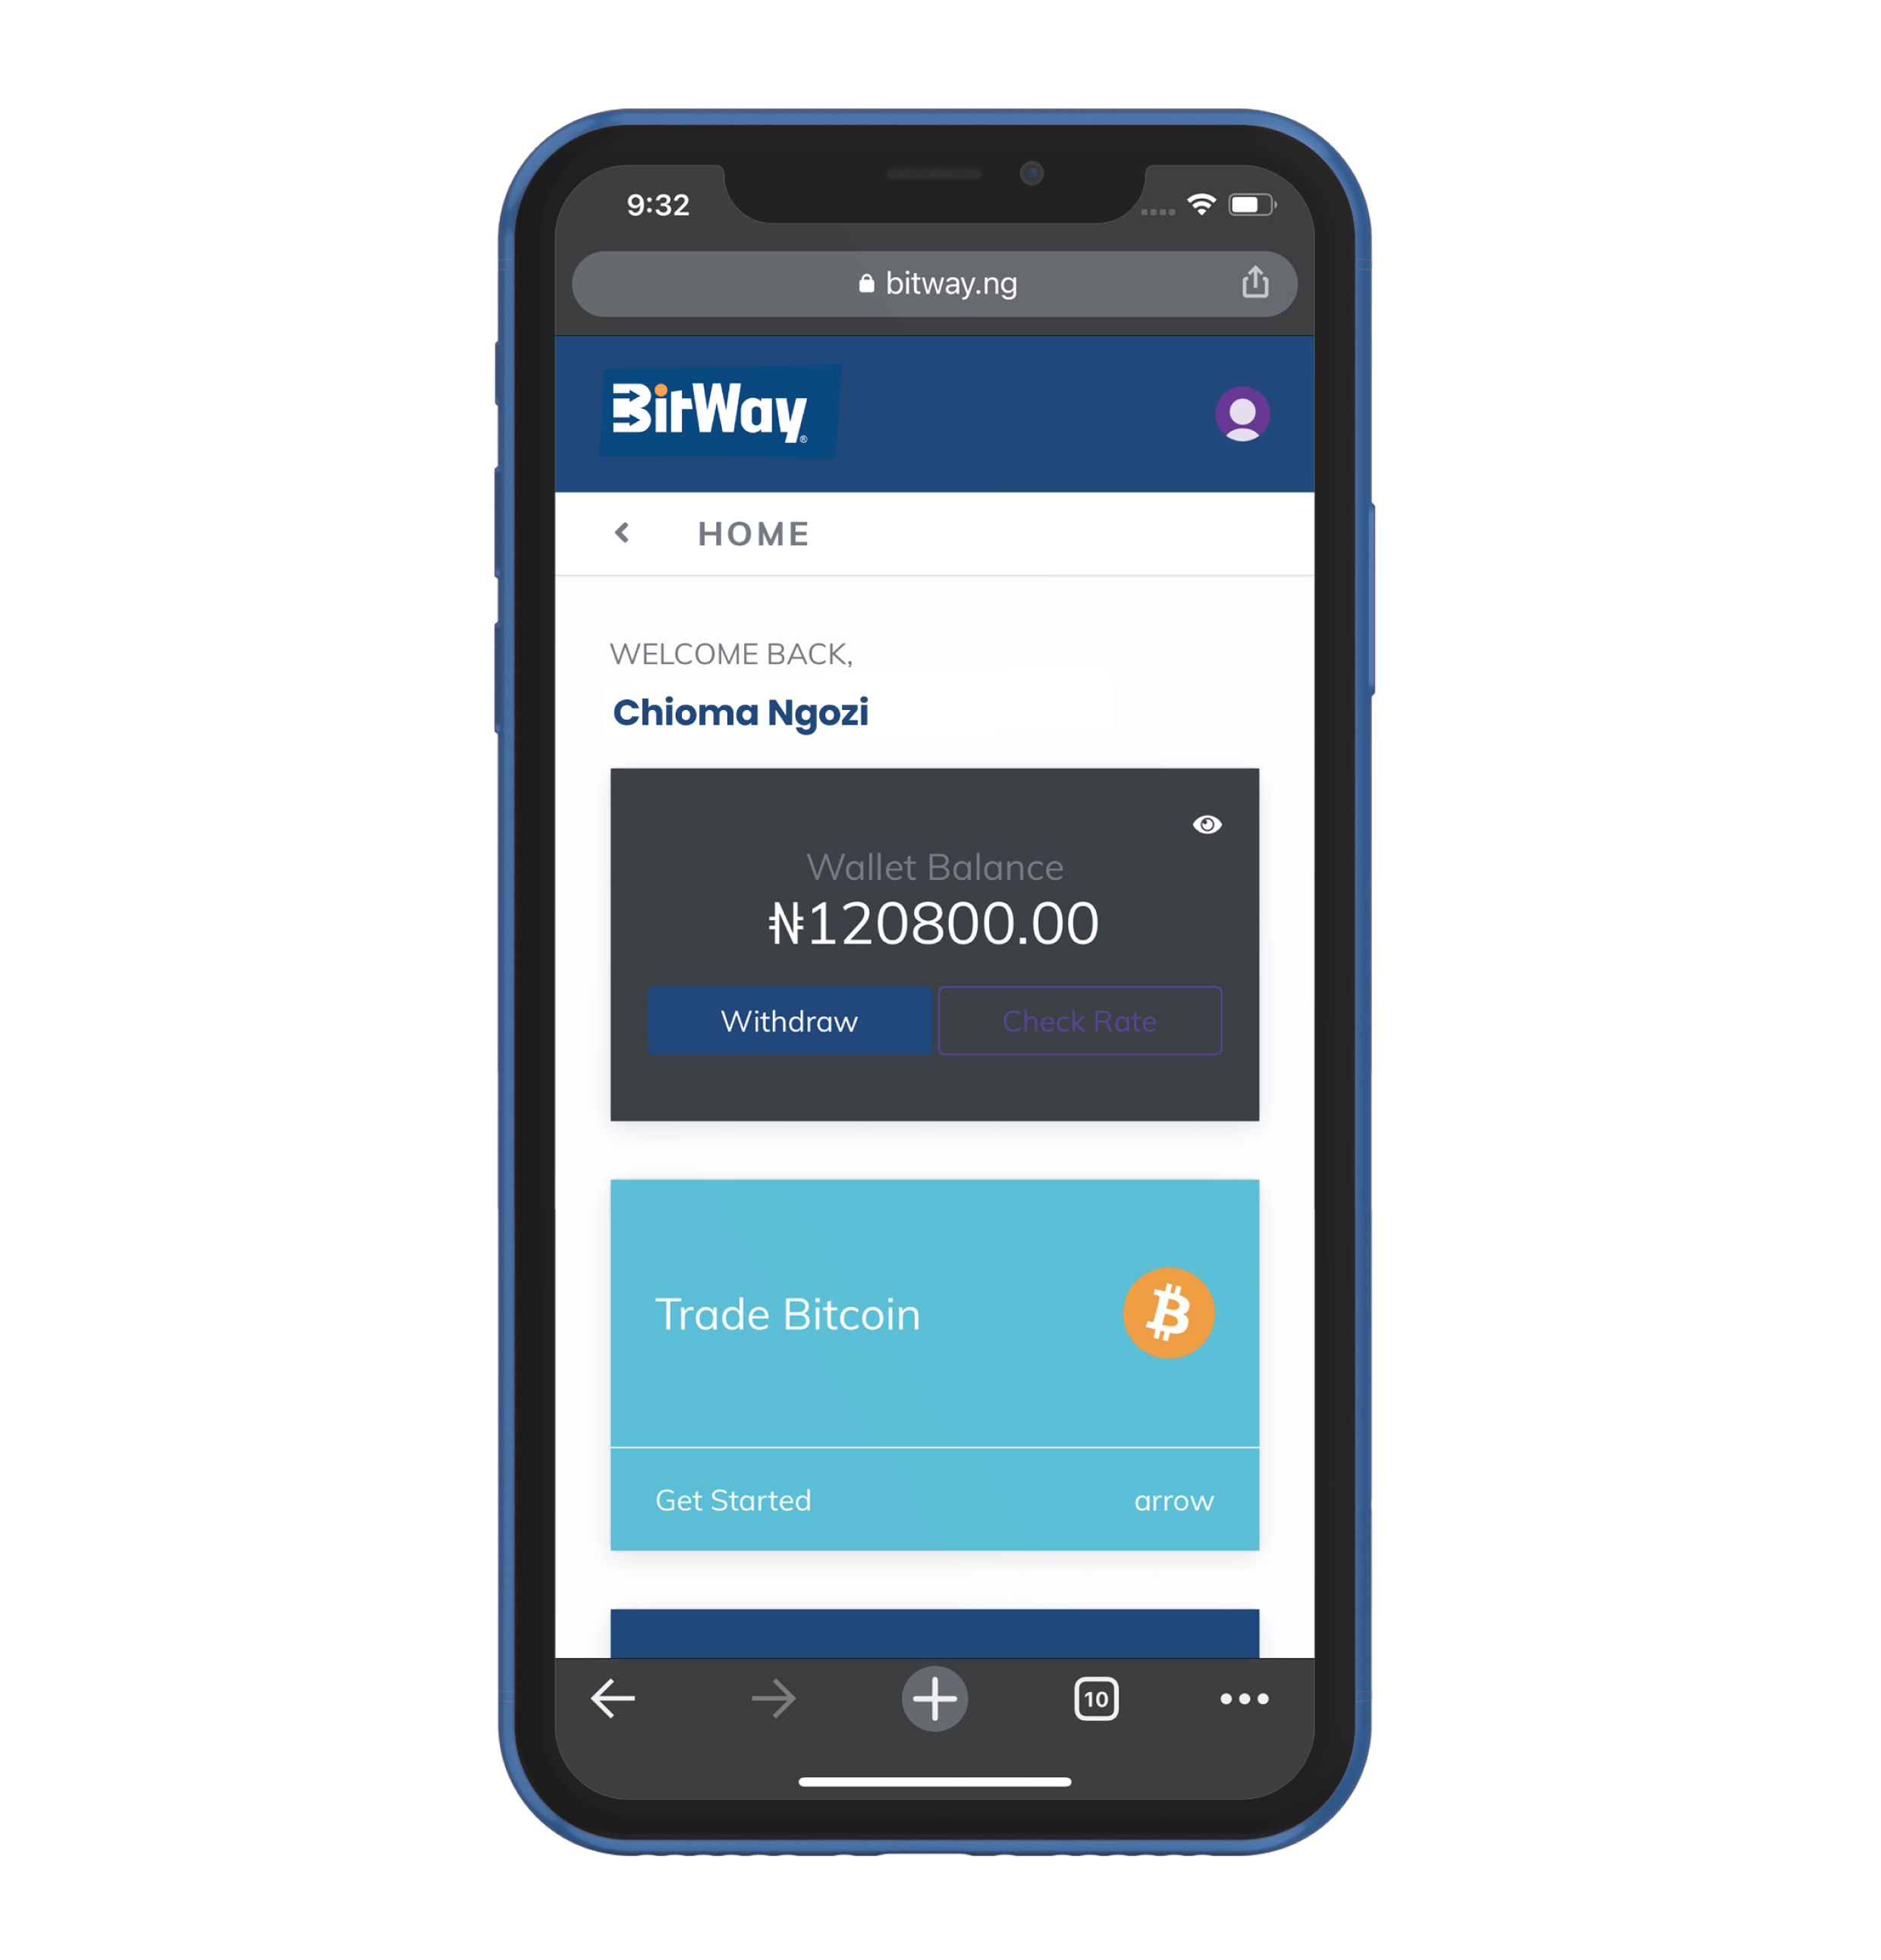 9:32
bitway.ng
BitWay®
HOME
WELCOME BACK,
Chioma Ngozi
Wallet Balance
₦120800.00
Withdraw
Check Rate
Trade Bitcoin
Get Started
arrow
10